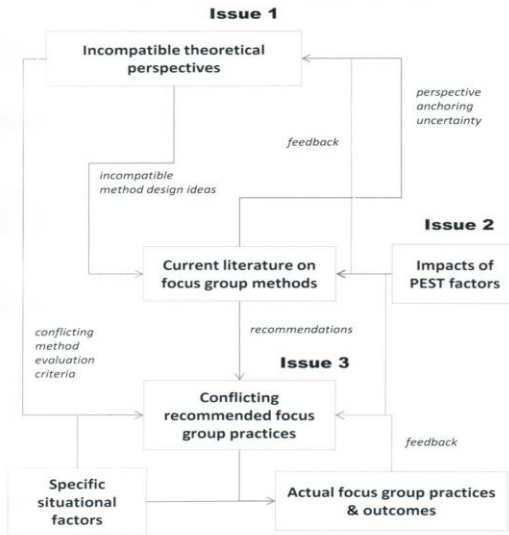 Issue 1
Incompatible theoretical
perspectives
perspective
anchoring
uncertainty
feedback
incompatible
method design ideas
Issue 2
Current literature on
focus group methods
Impacts of
PEST factors
recommendations
conflicting
method
evaluation
criteria
Issue 3
Conflicting
recommended focus
group practices
feedback
Specific
situational
factors
Actual focus group practices
& outcomes